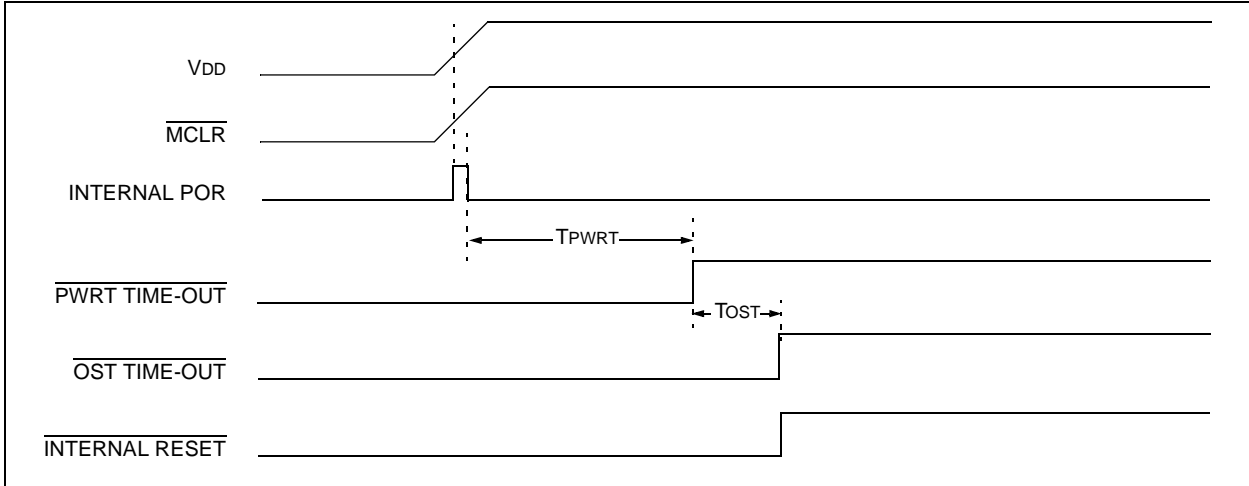 VDD
MCLR
INTERNAL POR
TPWRT
PWRT TIME-OUT
TOST
OST TIME-OUT
INTERNAL RESET